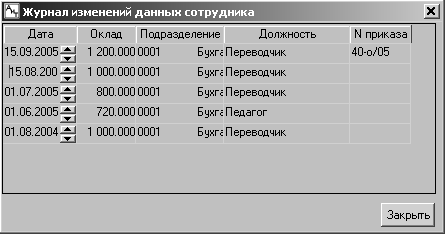 Журнал изменений данных сотрудника
Дата Оклад Подразделение Должность N приказа
15.09.2005 1 200.000 0001 Бухга Переводчик 40-о/05
15.08.200 1 000.000 0001 Бухга Переводчик
01.07.2005 800.000 0001 Бухга Переводчик
01.06.2005 720.000 0001 Бухга Педагог
01.08.2004 1 000.000 0001 Бухга Переводчик
Закрыть